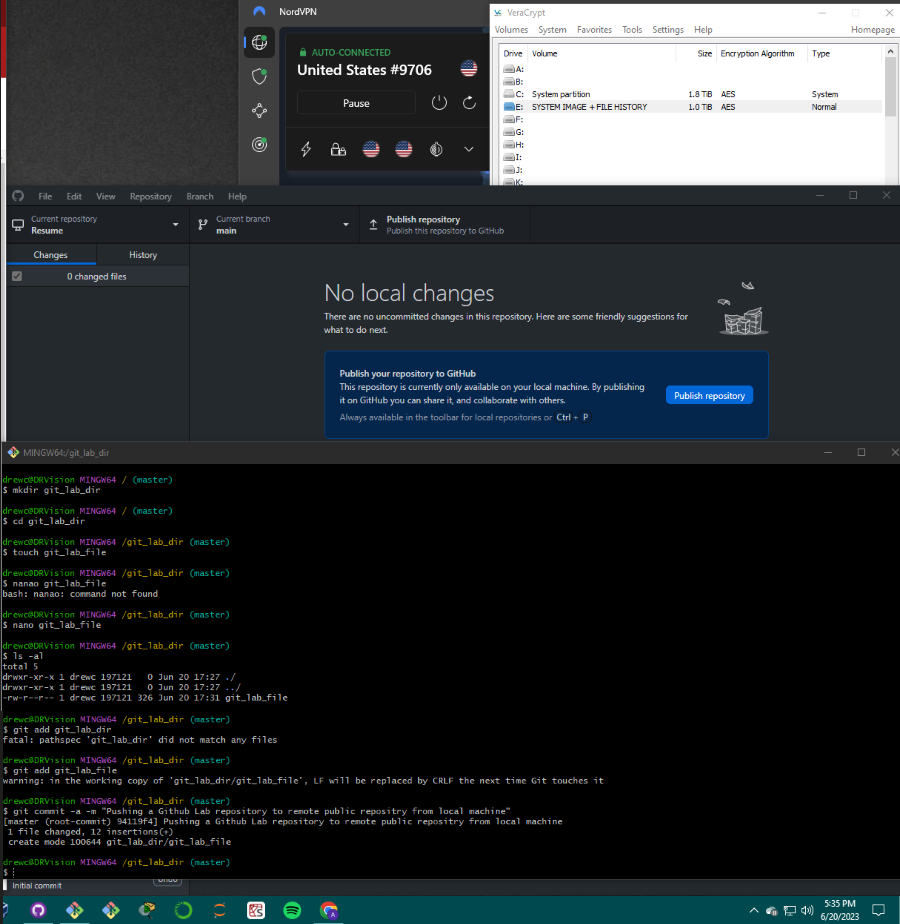 NordVPN
AUTO-CONNECTED
United States #9706
Pause
VeraCrypt
Volumes System Favorites Tools Settings Help Homepage
Drive Volume Size Encryption Algorithm Type
A:
B:
C: System partition 1.8 TiB AES System
E: SYSTEM IMAGE + FILE HISTORY 1.0 TiB AES Normal
F:
G:
H:
I:
J:
K:
File Edit View Repository Branch Help
Current repository
Resume
Current branch
main
Publish repository
Publish this repository to GitHub
Changes History
0 changed files
No local changes
There are no uncommitted changes in this repository. Here are some friendly suggestions for
what to do next.
Publish your repository to GitHub
This repository is currently only available on your local machine. By publishing
it on GitHub you can share it, and collaborate with others.
Always available in the toolbar for local repositories or Ctrl + P
Publish repository
MINGW64:/git_lab_dir
drewc@DRVision MINGW64 / (master)
$ mkdir git_lab_dir
drewc@DRVision MINGW64 / (master)
$ cd git_lab_dir
drewc@DRVision MINGW64 /git_lab_dir (master)
$ touch git_lab_file
drewc@DRVision MINGW64 /git_lab_dir (master)
$ nanao git_lab_file
bash: nanao: command not found
drewc@DRVision MINGW64 /git_lab_dir (master)
$ nano git_lab_file
drewc@DRVision MINGW64 /git_lab_dir (master)
$ ls -al
total 5
drwxr-xr-x 1 drewc 197121 0 Jun 20 17:27 ./
drwxr-xr-x 1 drewc 197121 0 Jun 20 17:27 ../
-rw-r--r-- 1 drewc 197121 326 Jun 20 17:31 git_lab_file
drewc@DRVision MINGW64 /git_lab_dir (master)
$ git add git_lab_dir
fatal: pathspec 'git_lab_dir' did not match any files
drewc@DRVision MINGW64 /git_lab_dir (master)
$ git add git_lab_file
warning: in the working copy of 'git_lab_dir/git_lab_file', LF will be replaced by CRLF the next time Git touches it
drewc@DRVision MINGW64 /git_lab_dir (master)
$ git commit -a -m "Pushing a Github Lab repository to remote public repositry from local machine"
[master (root-commit) 94119f4] Pushing a Github Lab repository to remote public repositry from local machine
1 file changed, 12 insertions(+)
create mode 100644 git_lab_dir/git_lab_file
drewc@DRVision MINGW64 /git_lab_dir (master)
$
Initial commit
Undo
5:35 PM
6/20/2023